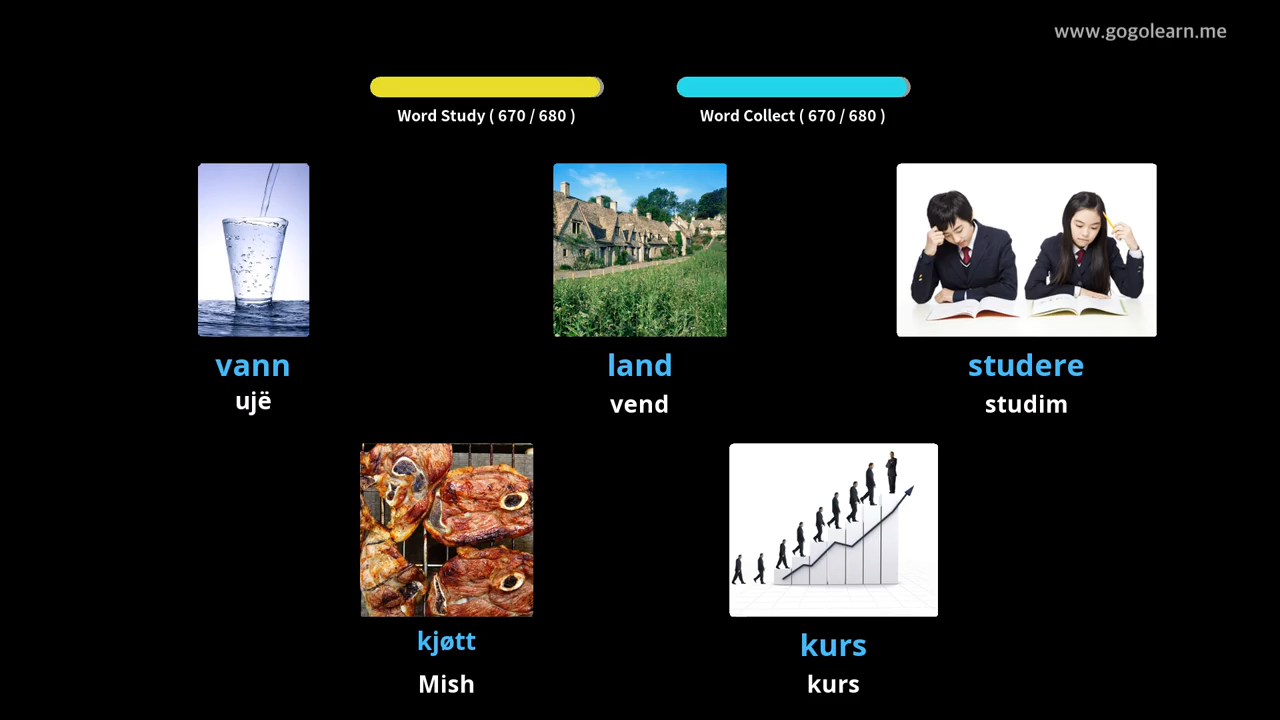 www.gogolearn.me
Word Study ( 670 / 680 )
Word Collect ( 670 / 680 )
vann
ujë
land
vend
studere
studim
kjøtt
Mish
kurs
kurs